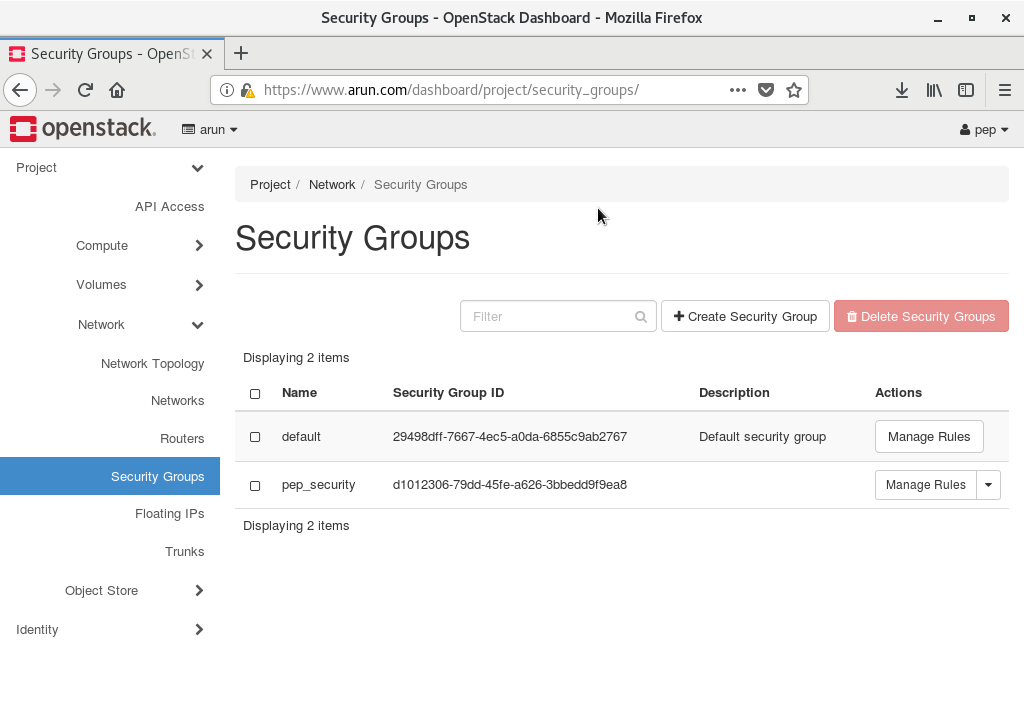 Security Groups - OpenStack Dashboard - Mozilla Firefox
Security Groups - OpenSt
https://www.arun.com/dashboard/project/security_groups/
openstack.
arun
pep
Project
API Access
Compute
Volumes
Network
Network Topology
Networks
Routers
Security Groups
Floating IPs
Trunks
Object Store
Identity
Project / Network / Security Groups
Security Groups
Filter
Create Security Group
Delete Security Groups
Displaying 2 items
Name Security Group ID Description Actions
default 29498dff-7667-4ec5-a0da-6855c9ab2767 Default security group Manage Rules
pep_security d1012306-79dd-45fe-a626-3bbedd9f9ea8 Manage Rules
Displaying 2 items